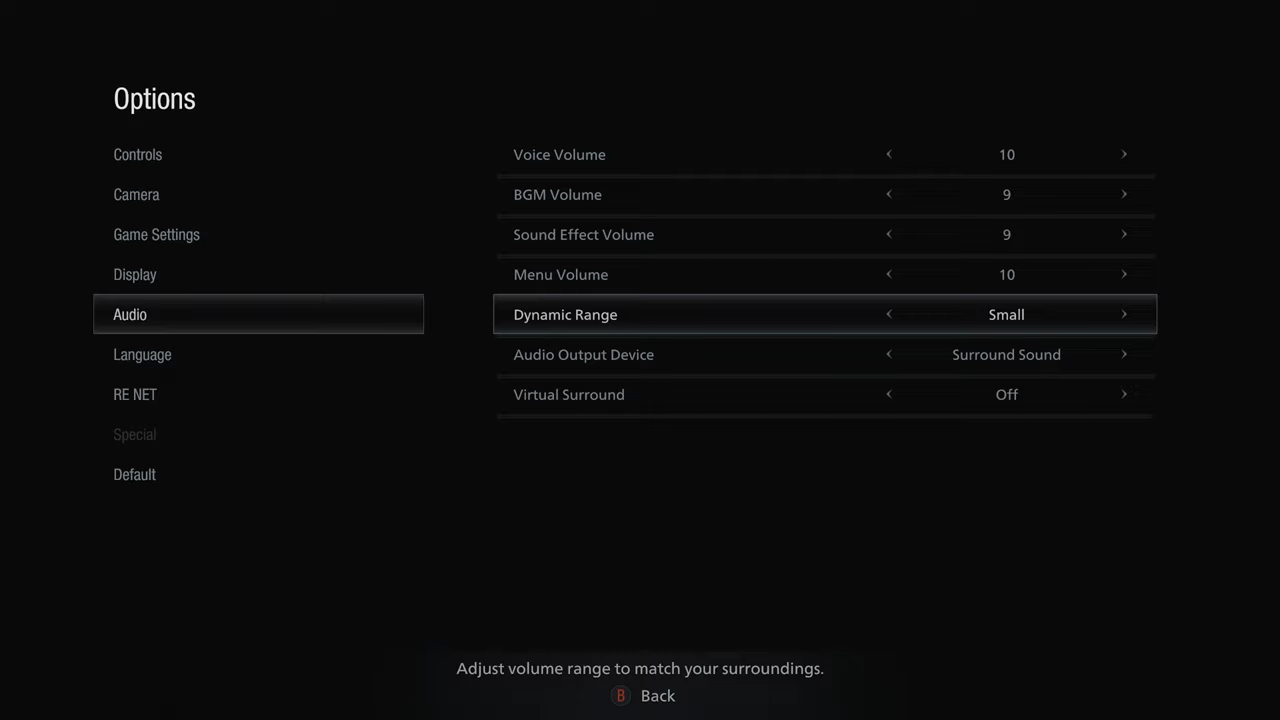 Options
Controls
Camera
Game Settings
Display
Audio
Language
RE NET
Special
Default
Voice Volume 10
BGM Volume 9
Sound Effect Volume 9
Menu Volume 10
Dynamic Range Small
Audio Output Device Surround Sound
Virtual Surround Off
Adjust volume range to match your surroundings.
B Back